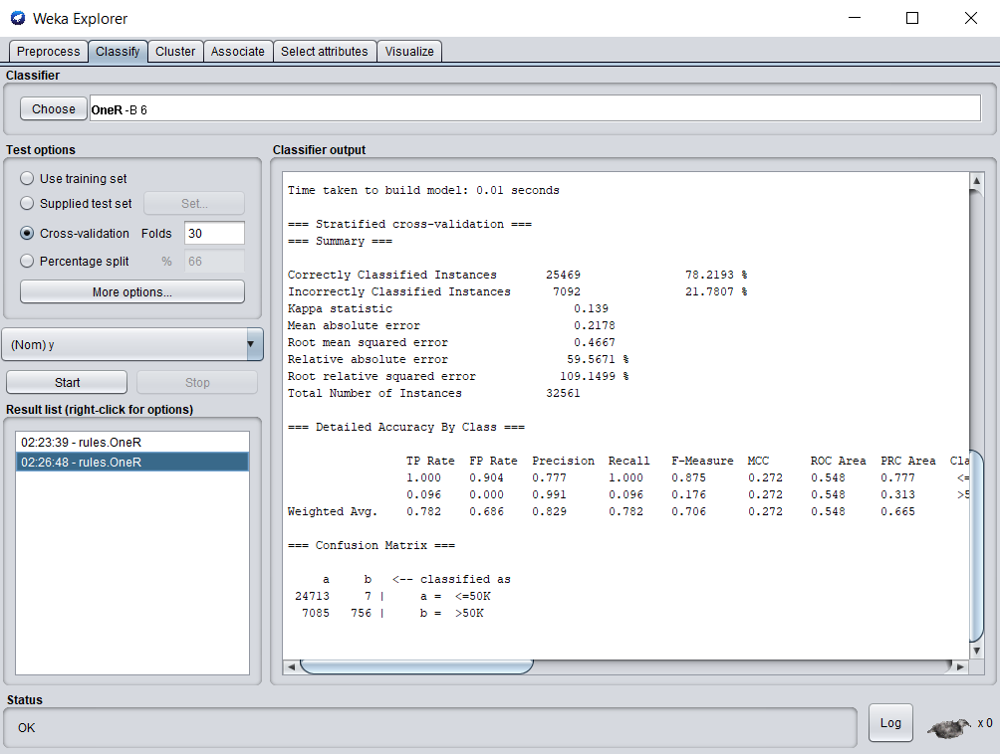 Weka Explorer
Preprocess Classify Cluster Associate Select attributes Visualize
Classifier
Choose OneR -B 6
Test options
Use training set
Supplied test set Set...
Cross-validation Folds 30
Percentage split % 66
More options...
(Nom) y
Start Stop
Result list (right-click for options)
02:23:39 - rules.OneR
02:26:48 - rules.OneR
Classifier output
Time taken to build model: 0.01 seconds
=== Stratified cross-validation ===
=== Summary ===
Correctly Classified Instances 25469 78.2193 %
Incorrectly Classified Instances 7092 21.7807 %
Kappa statistic 0.139
Mean absolute error 0.2178
Root mean squared error 0.4667
Relative absolute error 59.5671 %
Root relative squared error 109.1499 %
Total Number of Instances 32561
=== Detailed Accuracy By Class ===
TP Rate FP Rate Precision Recall F-Measure MCC ROC Area PRC Area Cla
1.000 0.904 0.777 1.000 0.875 0.272 0.548 0.777 <=
0.096 0.000 0.991 0.096 0.176 0.272 0.548 0.313 >5
Weighted Avg. 0.782 0.686 0.829 0.782 0.706 0.272 0.548 0.665
=== Confusion Matrix ===
a b <-- classified as
24713 7 | a = <=50K
7085 756 | b = >50K
Status
OK
Log x 0